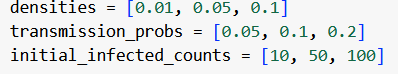 densities = [0.01, 0.05, 0.1]
transmission_probs = [0.05, 0.1, 0.2]
initial_infected_counts = [10, 50, 100]